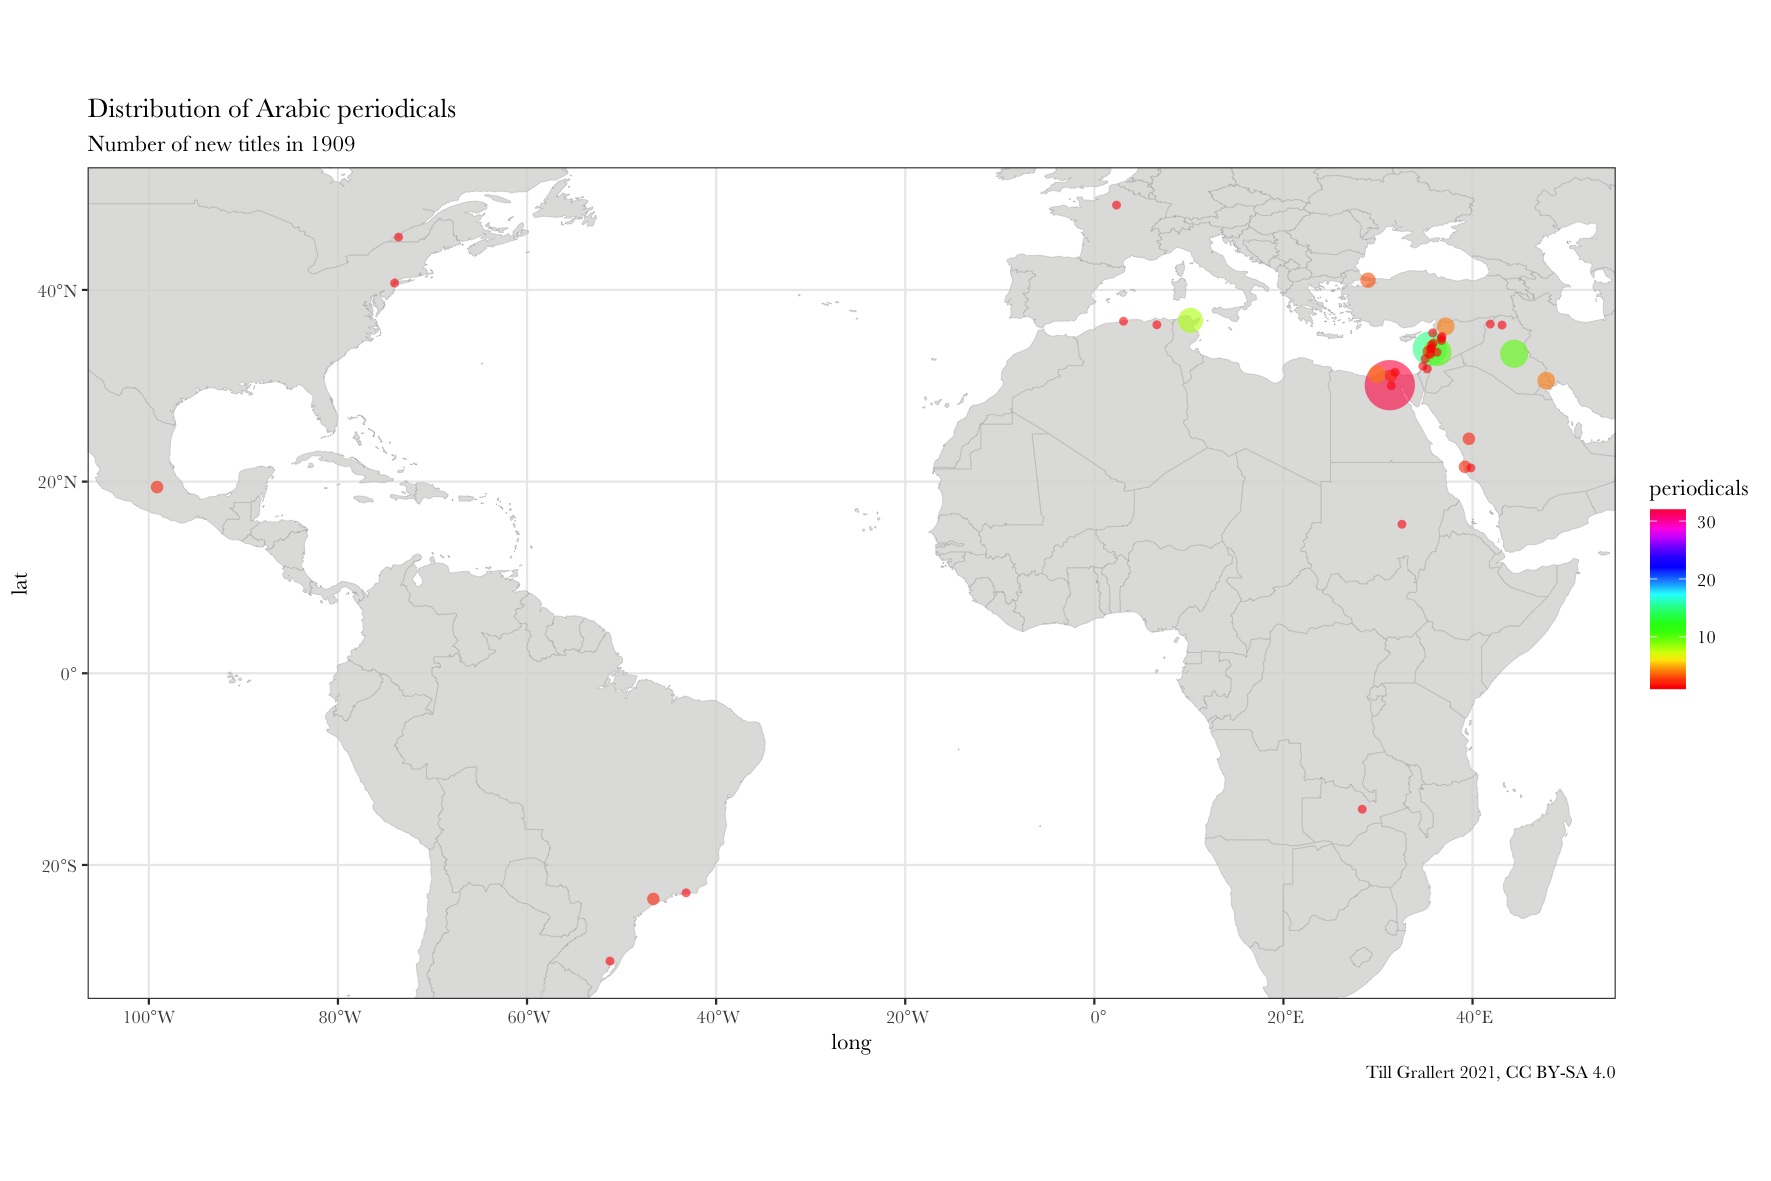 Distribution of Arabic periodicals
Number of new titles in 1909
lat
40°N
20°N
0°
20°S
100°W
80°W
60°W
40°W
20°W
0°
20°E
40°E
long
periodicals
30
20
10
Till Grallert 2021, CC BY-SA 4.0